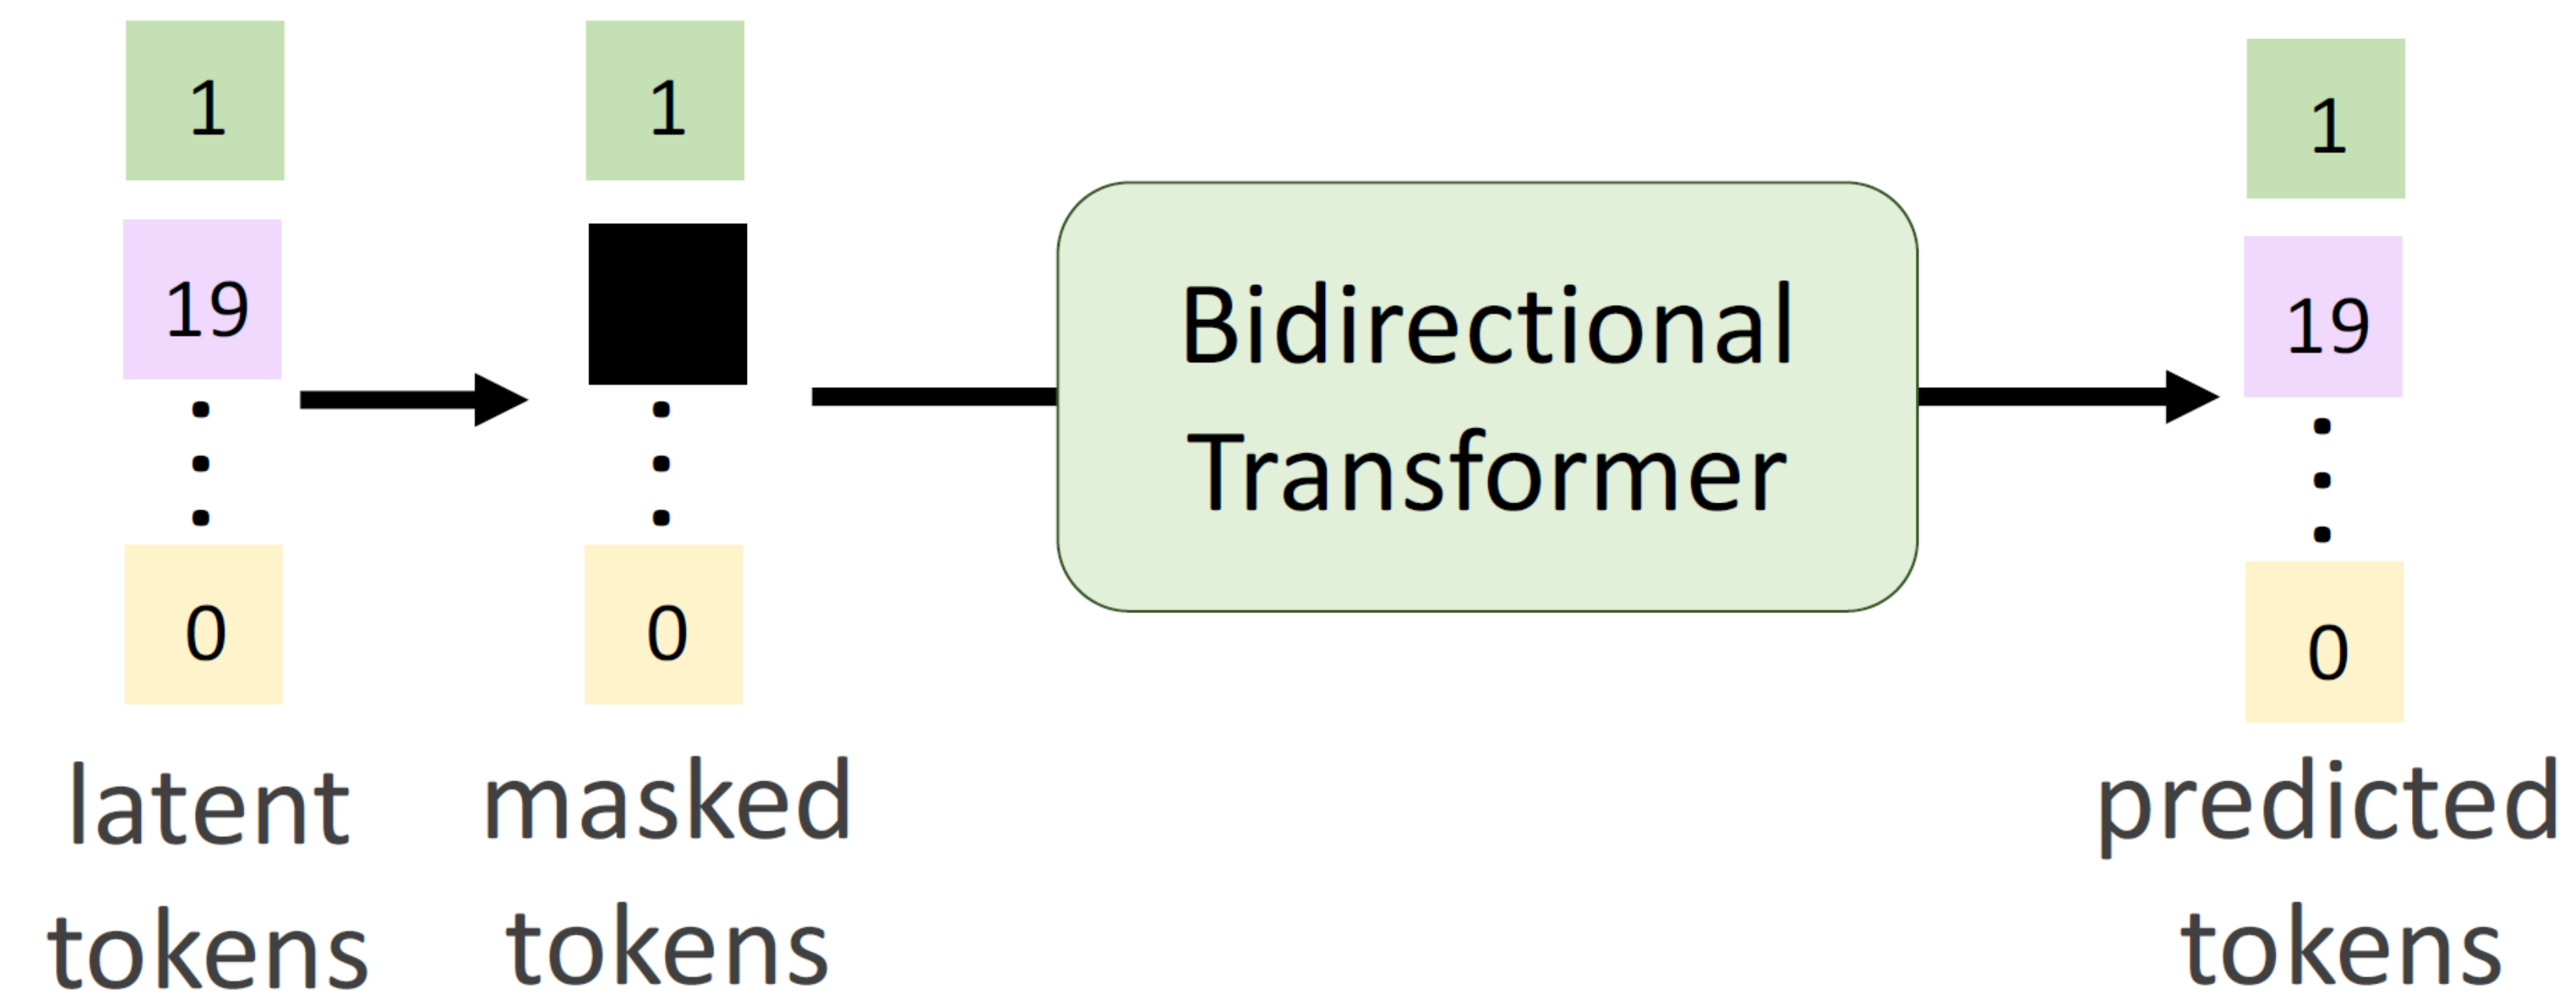 1
19
0
latent
tokens
1
0
masked
tokens
Bidirectional
Transformer
1
19
0
predicted
tokens